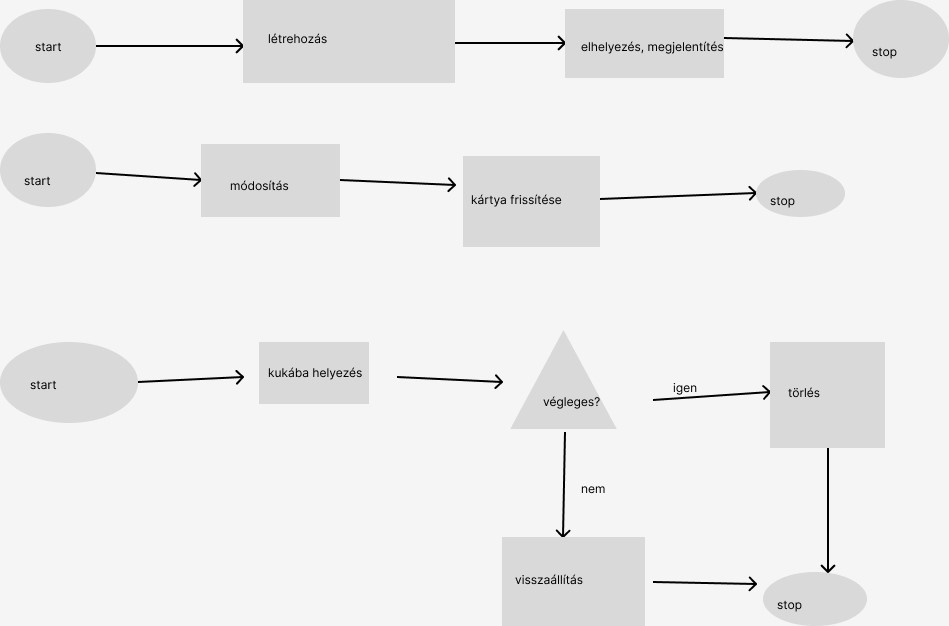 start
létrehozás
elhelyezés, megjelentítés
stop
start
módosítás
kártya frissítése
stop
start
kukába helyezés
végleges?
igen
törlés
nem
visszaállítás
stop